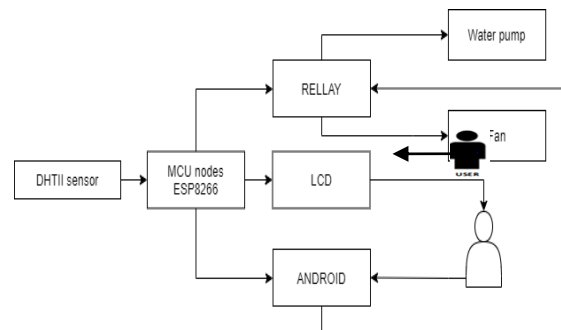 Water pump
RELLAY
Fan
USER
DHTII sensor
MCU nodes
ESP8266
LCD
ANDROID